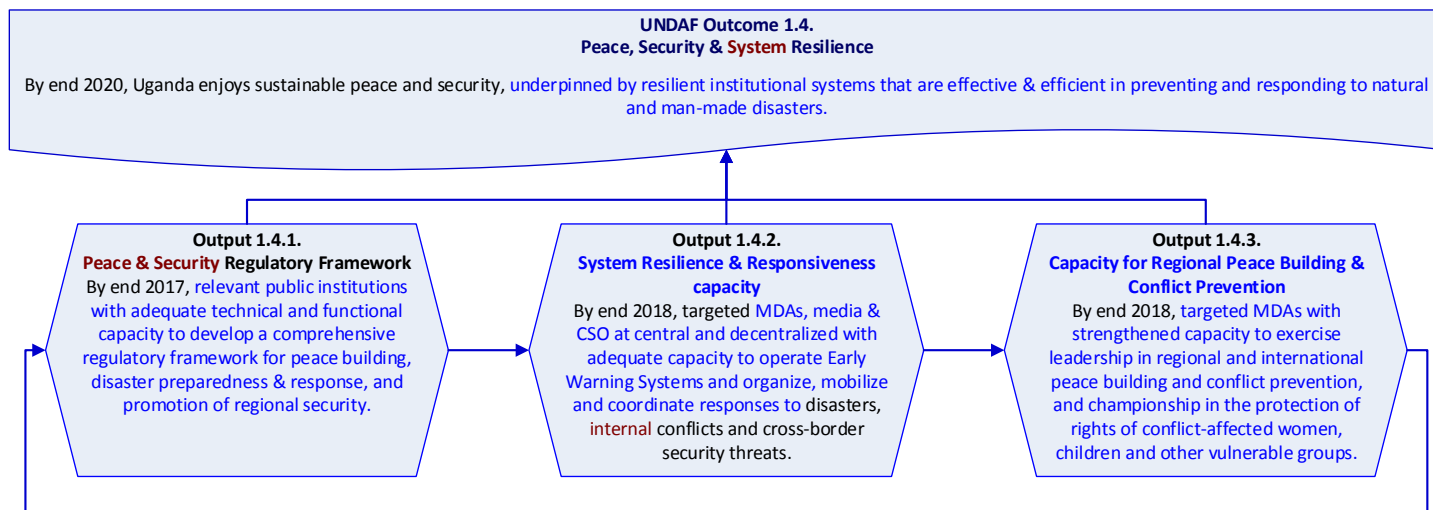 UNDAF Outcome 1.4.
Peace, Security & System Resilience
By end 2020, Uganda enjoys sustainable peace and security, underpinned by resilient institutional systems that are effective & efficient in preventing and responding to natural
and man-made disasters.
Output 1.4.1.
Peace & Security Regulatory Framework
By end 2017, relevant public institutions
with adequate technical and functional
capacity to develop a comprehensive
regulatory framework for peace building,
disaster preparedness & response, and
promotion of regional security.
Output 1.4.2.
System Resilience & Responsiveness
capacity
By end 2018, targeted MDAs, media &
CSO at central and decentralized with
adequate capacity to operate Early
Warning Systems and organize, mobilize
and coordinate responses to disasters,
internal conflicts and cross-border
security threats.
Output 1.4.3.
Capacity for Regional Peace Building &
Conflict Prevention
By end 2018, targeted MDAs with
strengthened capacity to exercise
leadership in regional and international
peace building and conflict prevention,
and championship in the protection of
rights of conflict-affected women,
children and other vulnerable groups.